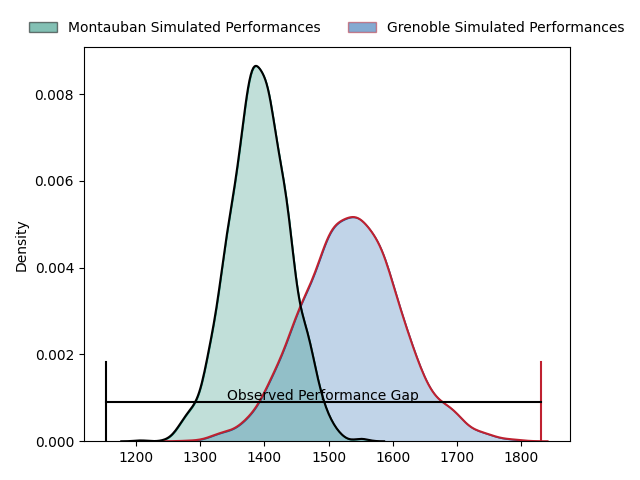 Montauban Simulated Performances
Grenoble Simulated Performances
0.008
0.006
0.004
0.002
0.000
Density
Observed Performance Gap
1200 1300 1400 1500 1600 1700 1800